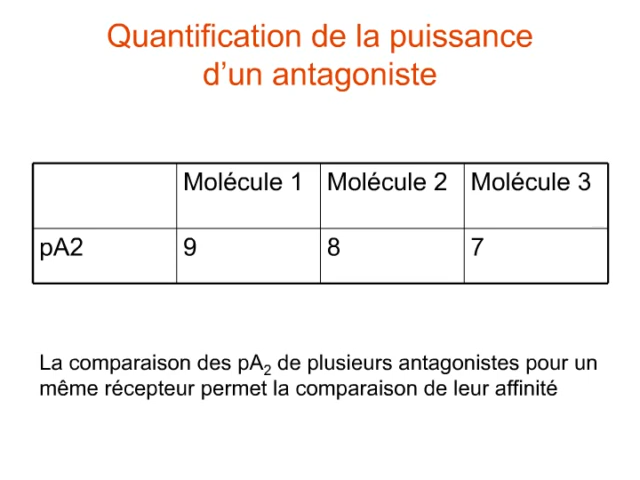 Quantification de la puissance
d’un antagoniste
Molécule 1 Molécule 2 Molécule 3
pA2 9 8 7
La comparaison des pA₂ de plusieurs antagonistes pour un
même récepteur permet la comparaison de leur affinité